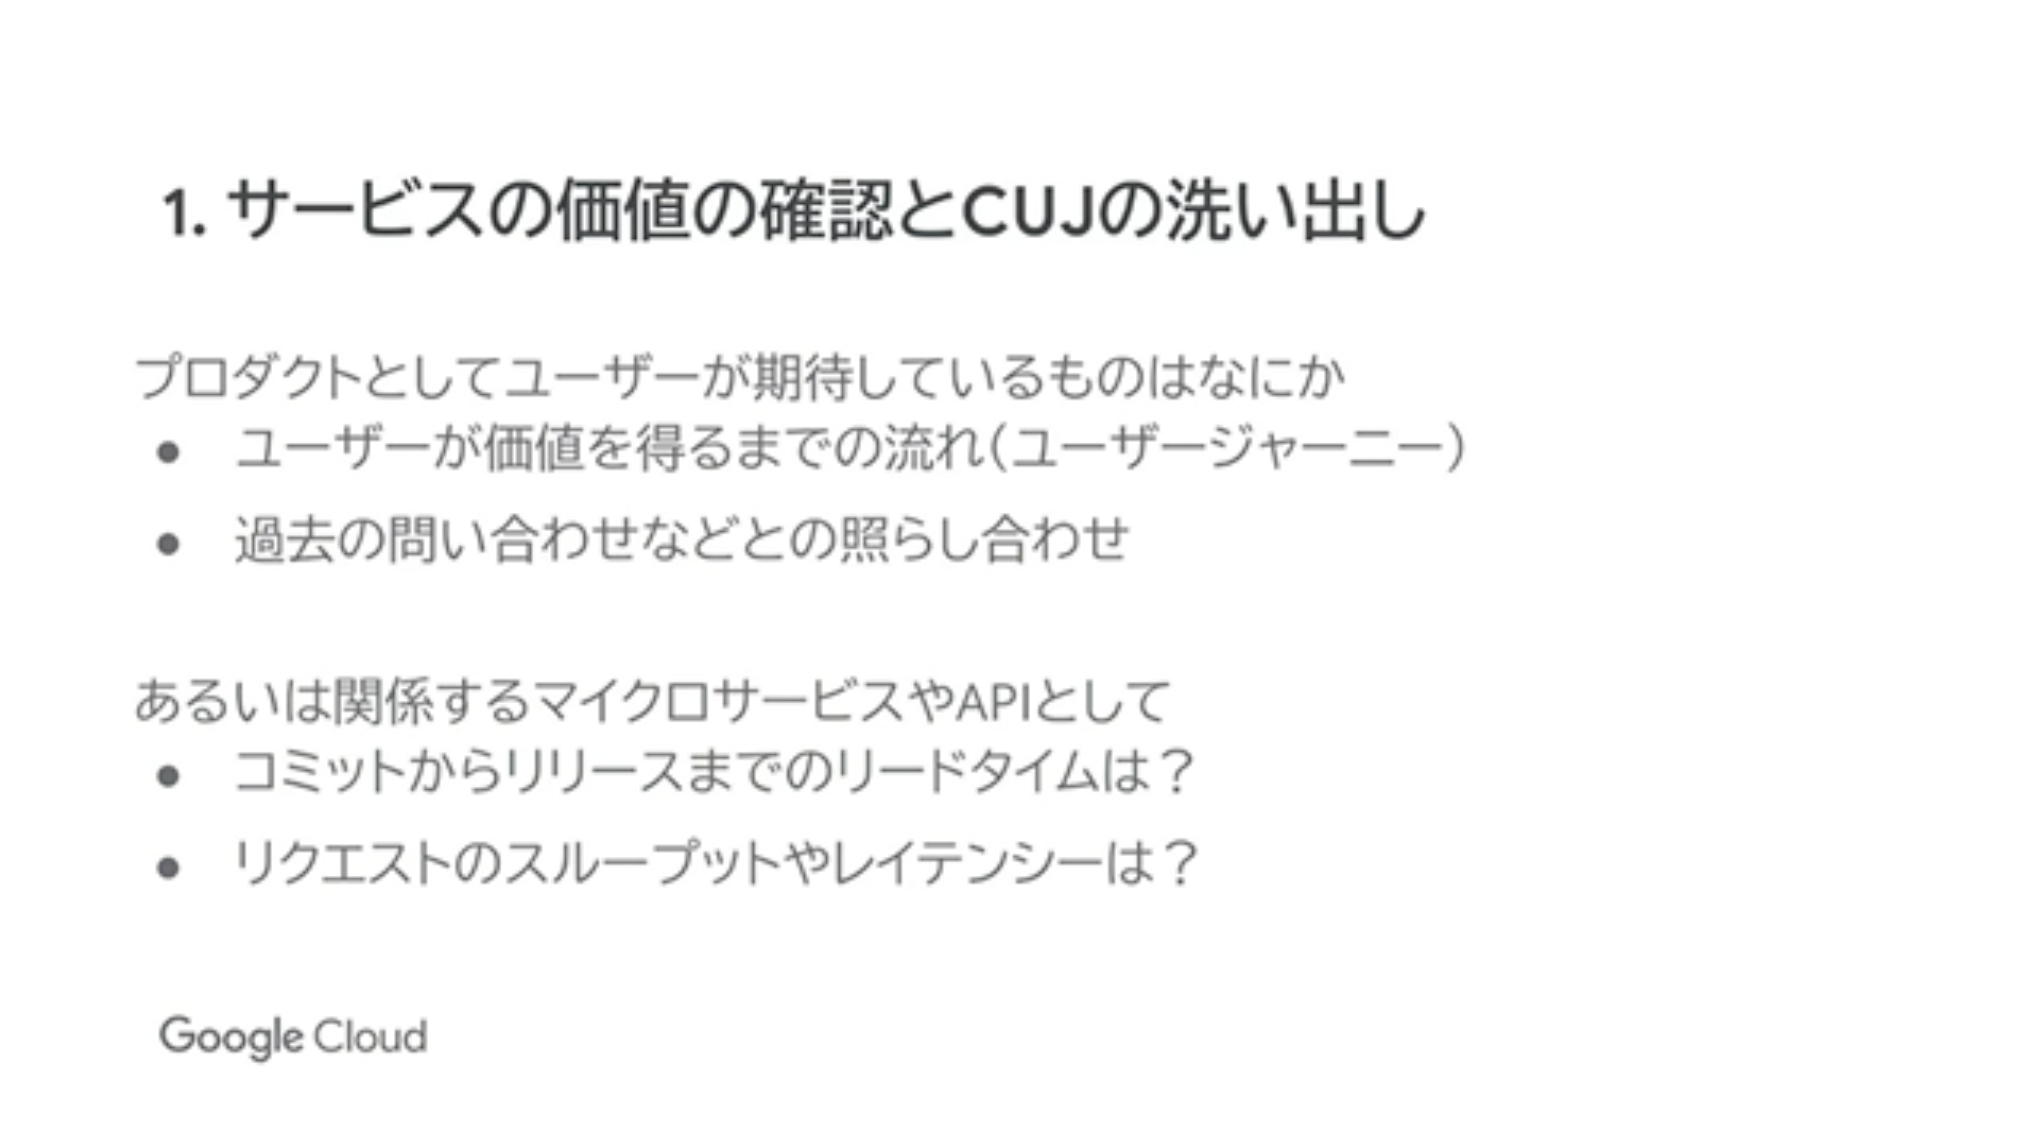 1. サービスの価値の確認とCUJの洗い出し
プロダクトとしてユーザーが期待しているものはなにか
● ユーザーが価値を得るまでの流れ(ユーザージャーニー)
● 過去の問い合わせなどとの照らし合わせ
あるいは関係するマイクロサービスやAPIとして
● コミットからリリースまでのリードタイムは？
● リクエストのスループットやレイテンシーは？
Google Cloud